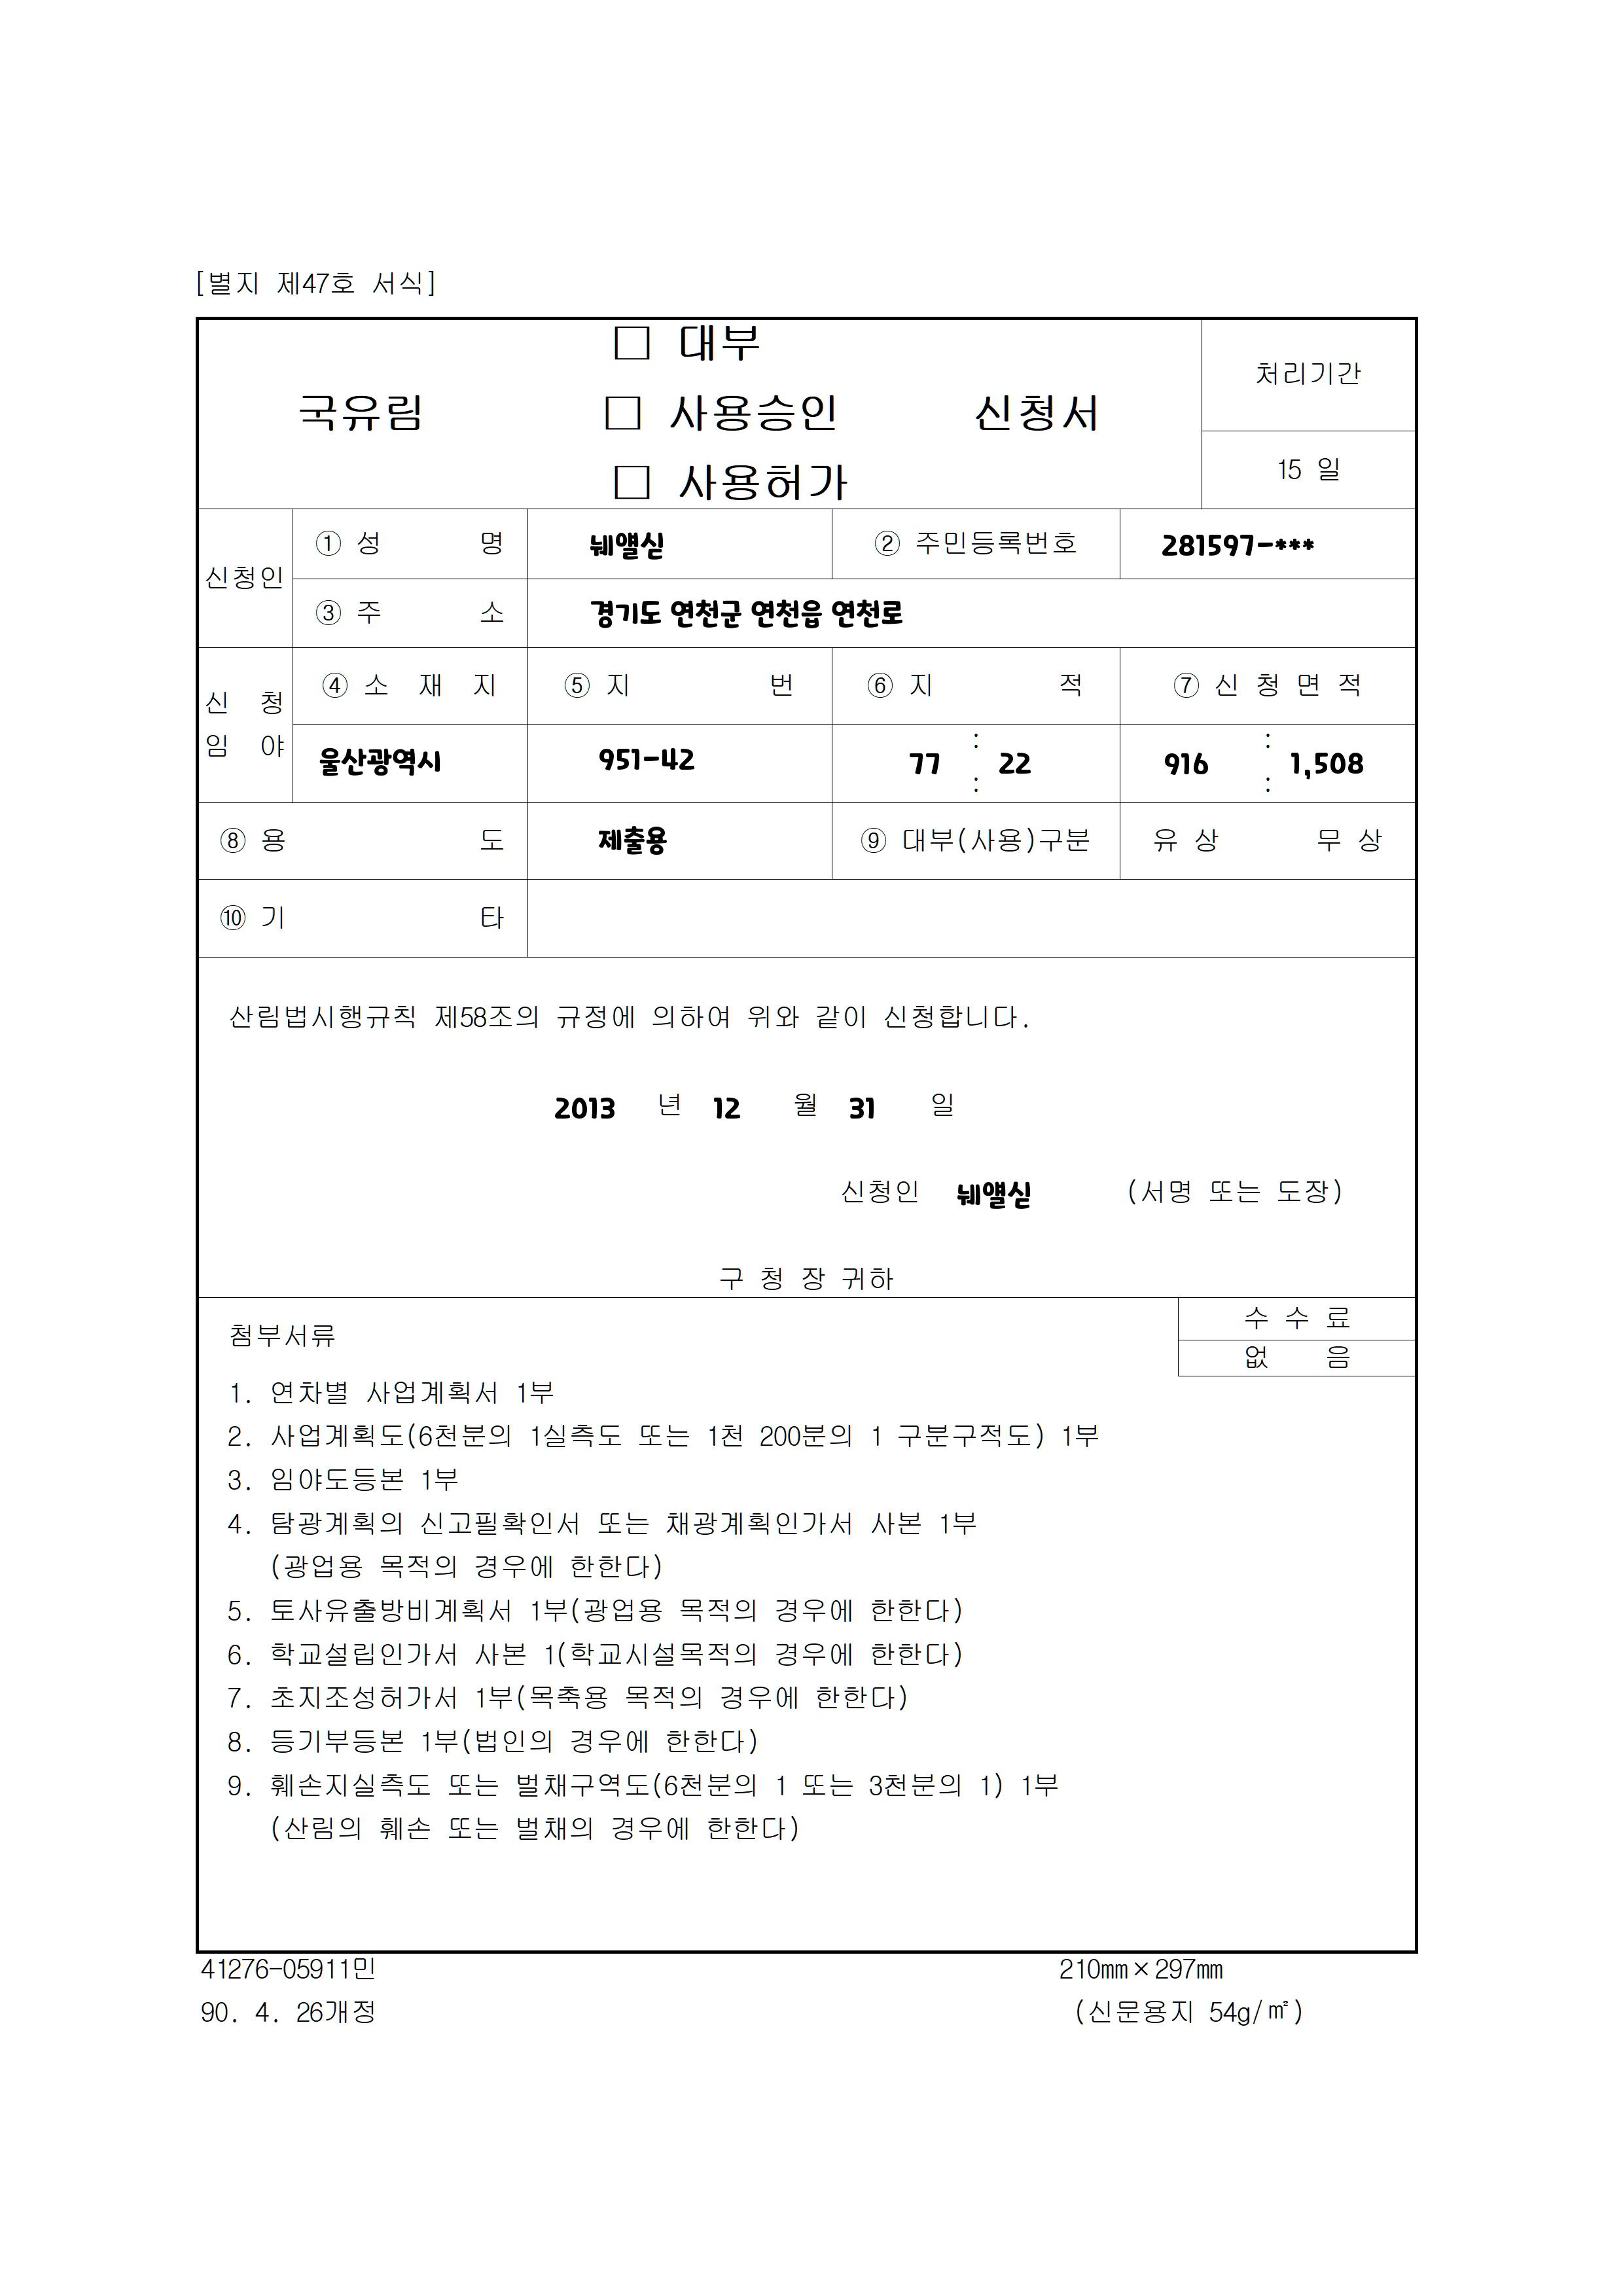 [별지 제47호 서식]
□ 대부
국유림 □ 사용승인 신청서
□ 사용허가
처리기간
15 일
신청인
① 성 명 눼얠싣 ② 주민등록번호 281597-***
③ 주 소 경기도 연천군 연천읍 연천로
신 청
임 야
④ 소 재 지 ⑤ 지 번 ⑥ 지 적 ⑦ 신 청 면 적
울산광역시 951-42 77 : 22 916 : 1,508
: :
⑧ 용 도 제출용 ⑨ 대부(사용)구분 유 상 무 상
⑩ 기 타
산림법시행규칙 제58조의 규정에 의하여 위와 같이 신청합니다.
2013 년 12 월 31 일
신청인 눼얠싣 (서명 또는 도장)
구 청 장 귀하
수 수 료
없 음
첨부서류
1. 연차별 사업계획서 1부
2. 사업계획도(6천분의 1실측도 또는 1천 200분의 1 구분구적도) 1부
3. 임야도등본 1부
4. 탐광계획의 신고필확인서 또는 채광계획인가서 사본 1부
(광업용 목적의 경우에 한한다)
5. 토사유출방비계획서 1부(광업용 목적의 경우에 한한다)
6. 학교설립인가서 사본 1(학교시설목적의 경우에 한한다)
7. 초지조성허가서 1부(목축용 목적의 경우에 한한다)
8. 등기부등본 1부(법인의 경우에 한한다)
9. 훼손지실측도 또는 벌채구역도(6천분의 1 또는 3천분의 1) 1부
(산림의 훼손 또는 벌채의 경우에 한한다)
41276-05911민 210㎜×297㎜
90. 4. 26개정 (신문용지 54g/㎡)